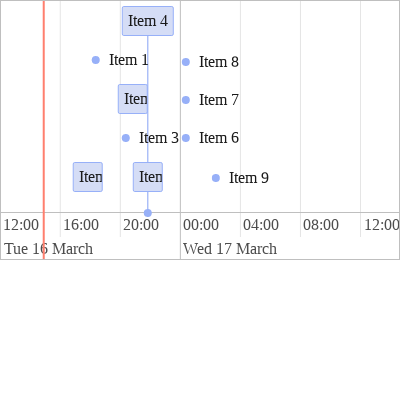 Item 4
Item 1
Item 8
Item 7
Item 3
Item 6
Item 9
12:00 16:00 20:00 00:00 04:00 08:00 12:00
Tue 16 March Wed 17 March